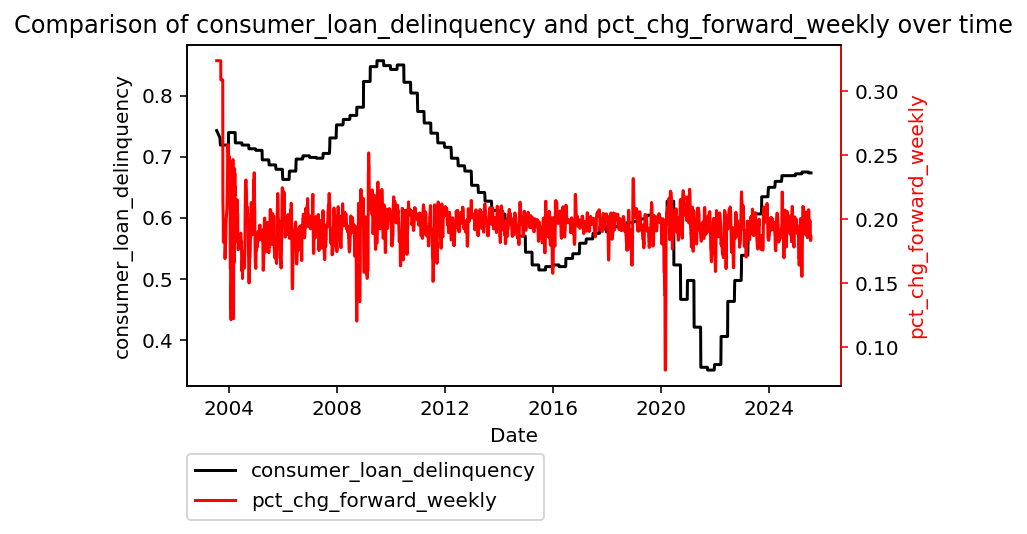 Comparison of consumer_loan_delinquency and pct_chg_forward_weekly over time
consumer_loan_delinquency
0.8
0.7
0.6
0.5
0.4
0.30
0.25
0.20
0.15
0.10
pct_chg_forward_weekly
2004 2008 2012 2016 2020 2024
Date
consumer_loan_delinquency
pct_chg_forward_weekly